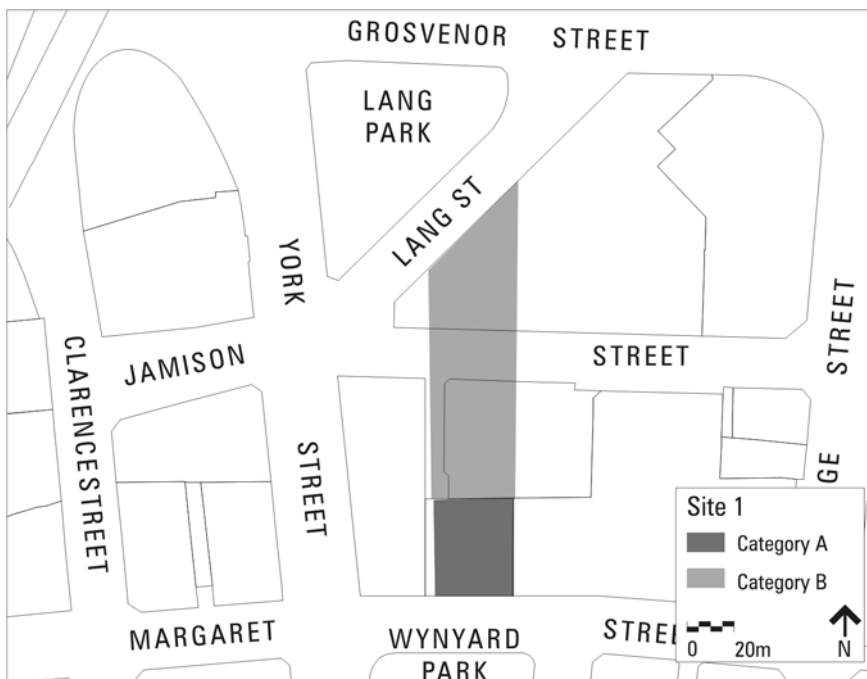 GROSVENOR STREET
LANG
PARK
LANG ST
YORK
STREET
CLARENCE STREET
JAMISON STREET
STREET
GE
MARGARET STREE
WYNYARD
PARK
Site 1
Category A
Category B
0 20m
N